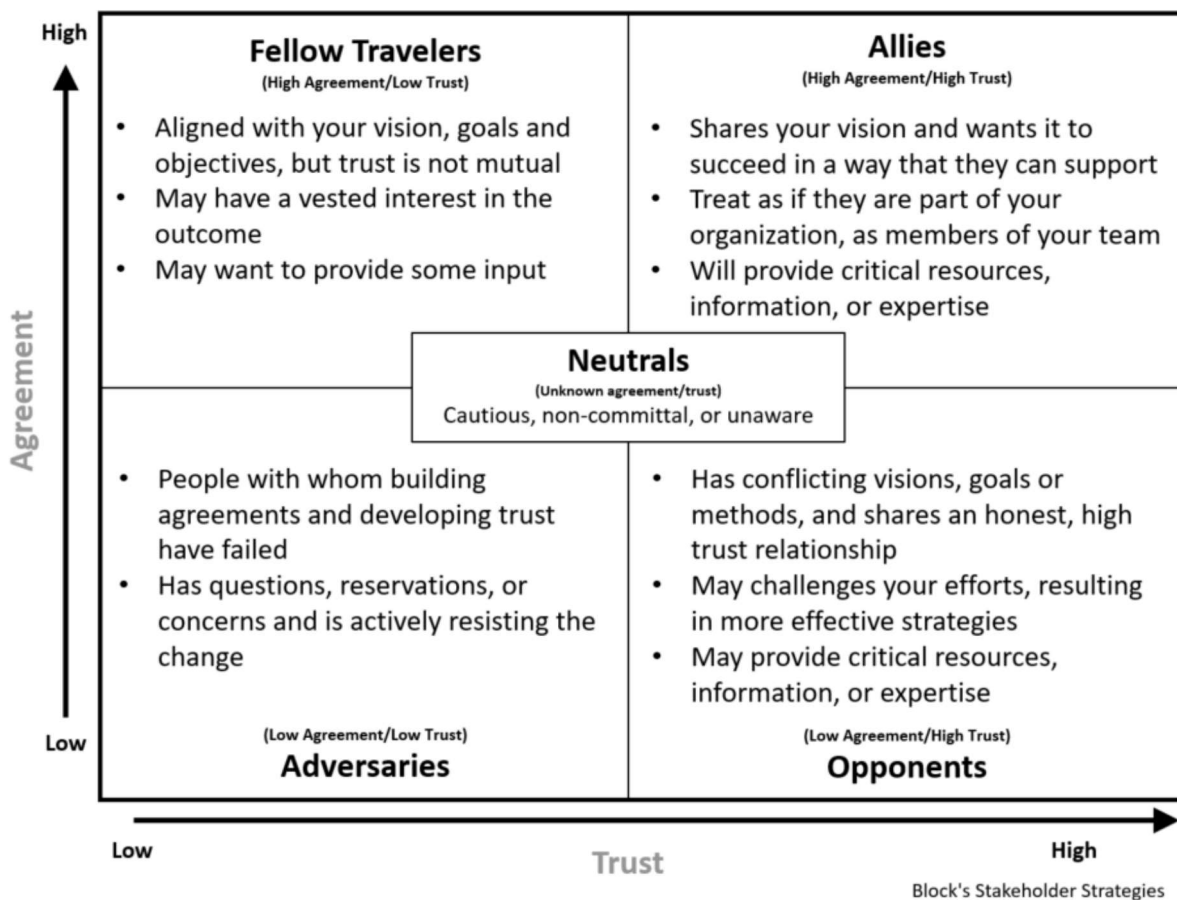 High
Fellow Travelers
(High Agreement/Low Trust)
• Aligned with your vision, goals and
objectives, but trust is not mutual
• May have a vested interest in the
outcome
• May want to provide some input
Allies
(High Agreement/High Trust)
• Shares your vision and wants it to
succeed in a way that they can support
• Treat as if they are part of your
organization, as members of your team
• Will provide critical resources,
information, or expertise
Agreement
Neutrals
(Unknown agreement/trust)
Cautious, non-committal, or unaware
• People with whom building
agreements and developing trust
have failed
• Has questions, reservations, or
concerns and is actively resisting the
change
(Low Agreement/Low Trust)
Adversaries
• Has conflicting visions, goals or
methods, and shares an honest, high
trust relationship
• May challenges your efforts, resulting
in more effective strategies
• May provide critical resources,
information, or expertise
(Low Agreement/High Trust)
Opponents
Low
Low
Trust
High
Block's Stakeholder Strategies